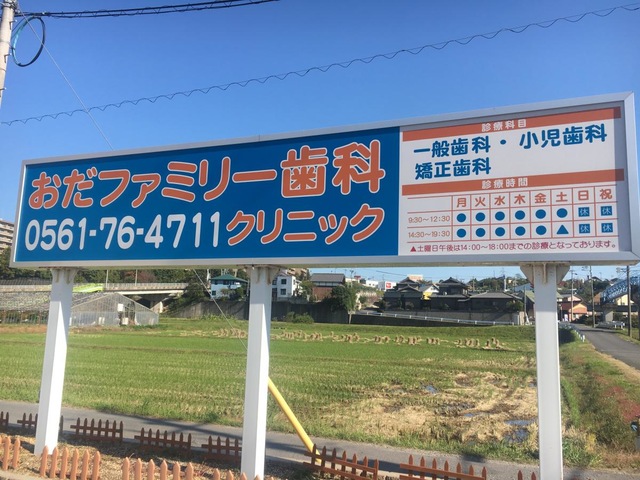 おだファミリー歯科
0561-76-4711クリニック
診療科目
一般歯科・小児歯科
矯正歯科
診療時間
月火水木金土日祝
9:30~12:30 ●●●●●●休休
14:30~19:30 ●●●●●▲休休
▲土曜日午後は14:00~18:00までの診療となっております。